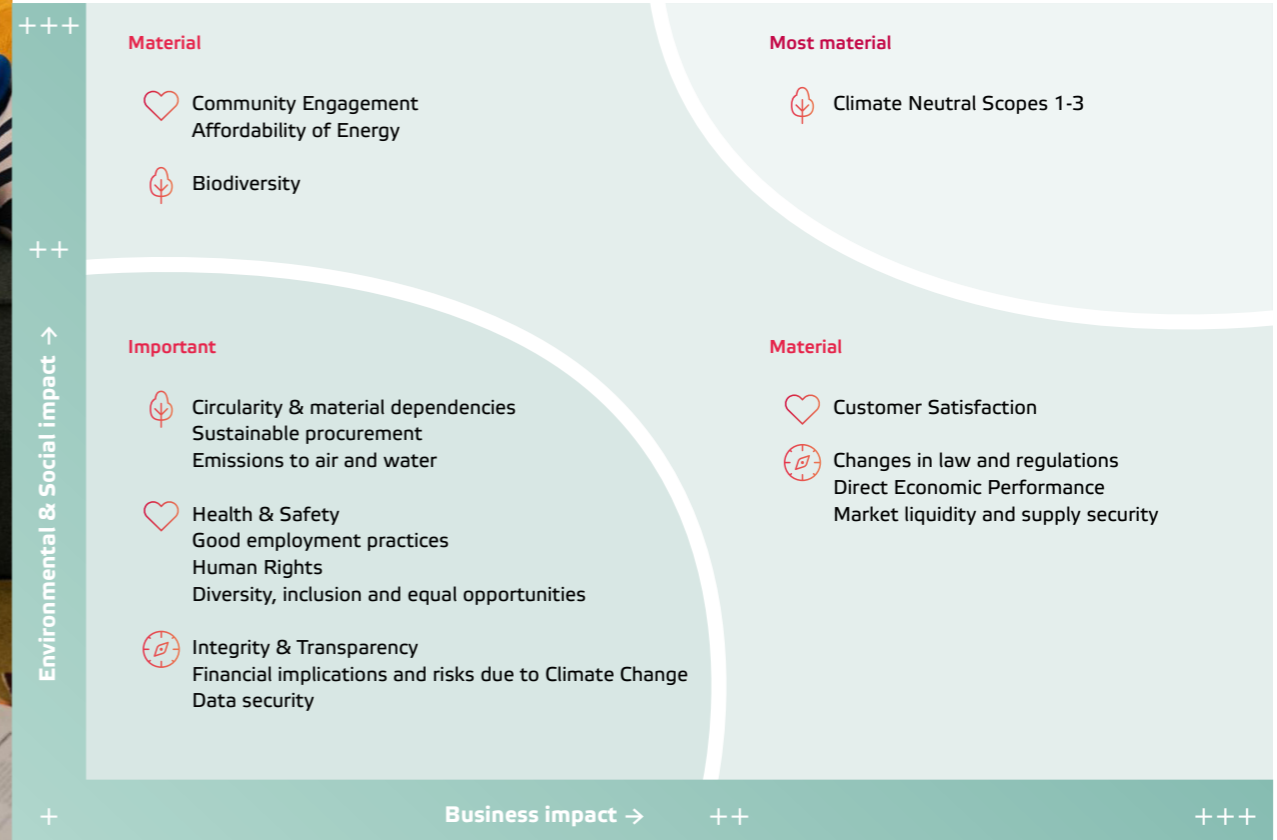 +++
Material
Community Engagement
Affordability of Energy
Biodiversity
Most material
Climate Neutral Scopes 1-3
++
Environmental & Social impact →
Important
Circularity & material dependencies
Sustainable procurement
Emissions to air and water
Health & Safety
Good employment practices
Human Rights
Diversity, inclusion and equal opportunities
Integrity & Transparency
Financial implications and risks due to Climate Change
Data security
Material
Customer Satisfaction
Changes in law and regulations
Direct Economic Performance
Market liquidity and supply security
+
Business impact →
++
+++